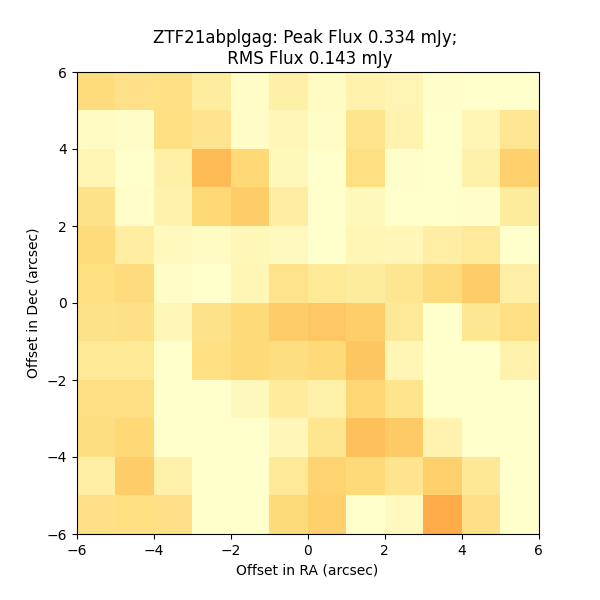 ZTF21abplgag: Peak Flux 0.334 mJy;
RMS Flux 0.143 mJy
6
4
2
0
−2
−4
−6
Offset in Dec (arcsec)
−6 −4 −2 0 2 4 6
Offset in RA (arcsec)